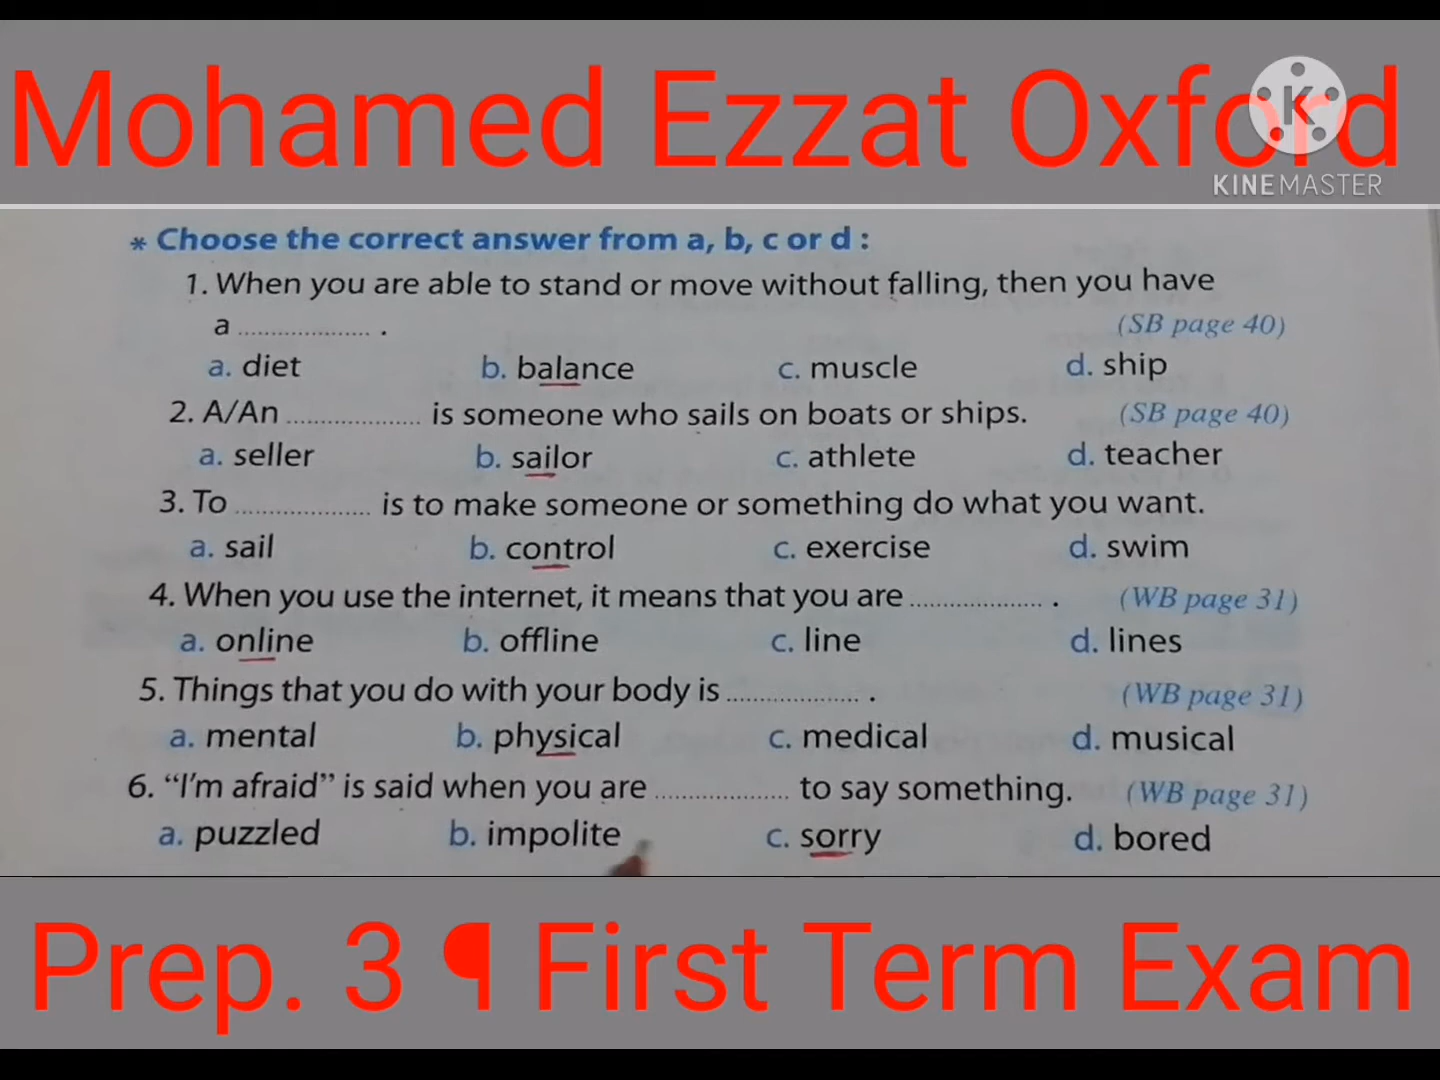 Mohamed Ezzat Oxford
KINEMASTER
* Choose the correct answer from a, b, c or d :
1. When you are able to stand or move without falling, then you have
a .................... . (SB page 40)
a. diet b. balance c. muscle d. ship
2. A/An .................... is someone who sails on boats or ships. (SB page 40)
a. seller b. sailor c. athlete d. teacher
3. To .................... is to make someone or something do what you want.
a. sail b. control c. exercise d. swim
4. When you use the internet, it means that you are .................... . (WB page 31)
a. online b. offline c. line d. lines
5. Things that you do with your body is .................... . (WB page 31)
a. mental b. physical c. medical d. musical
6. “I’m afraid” is said when you are .................... to say something. (WB page 31)
a. puzzled b. impolite c. sorry d. bored
Prep. 3 ¶ First Term Exam